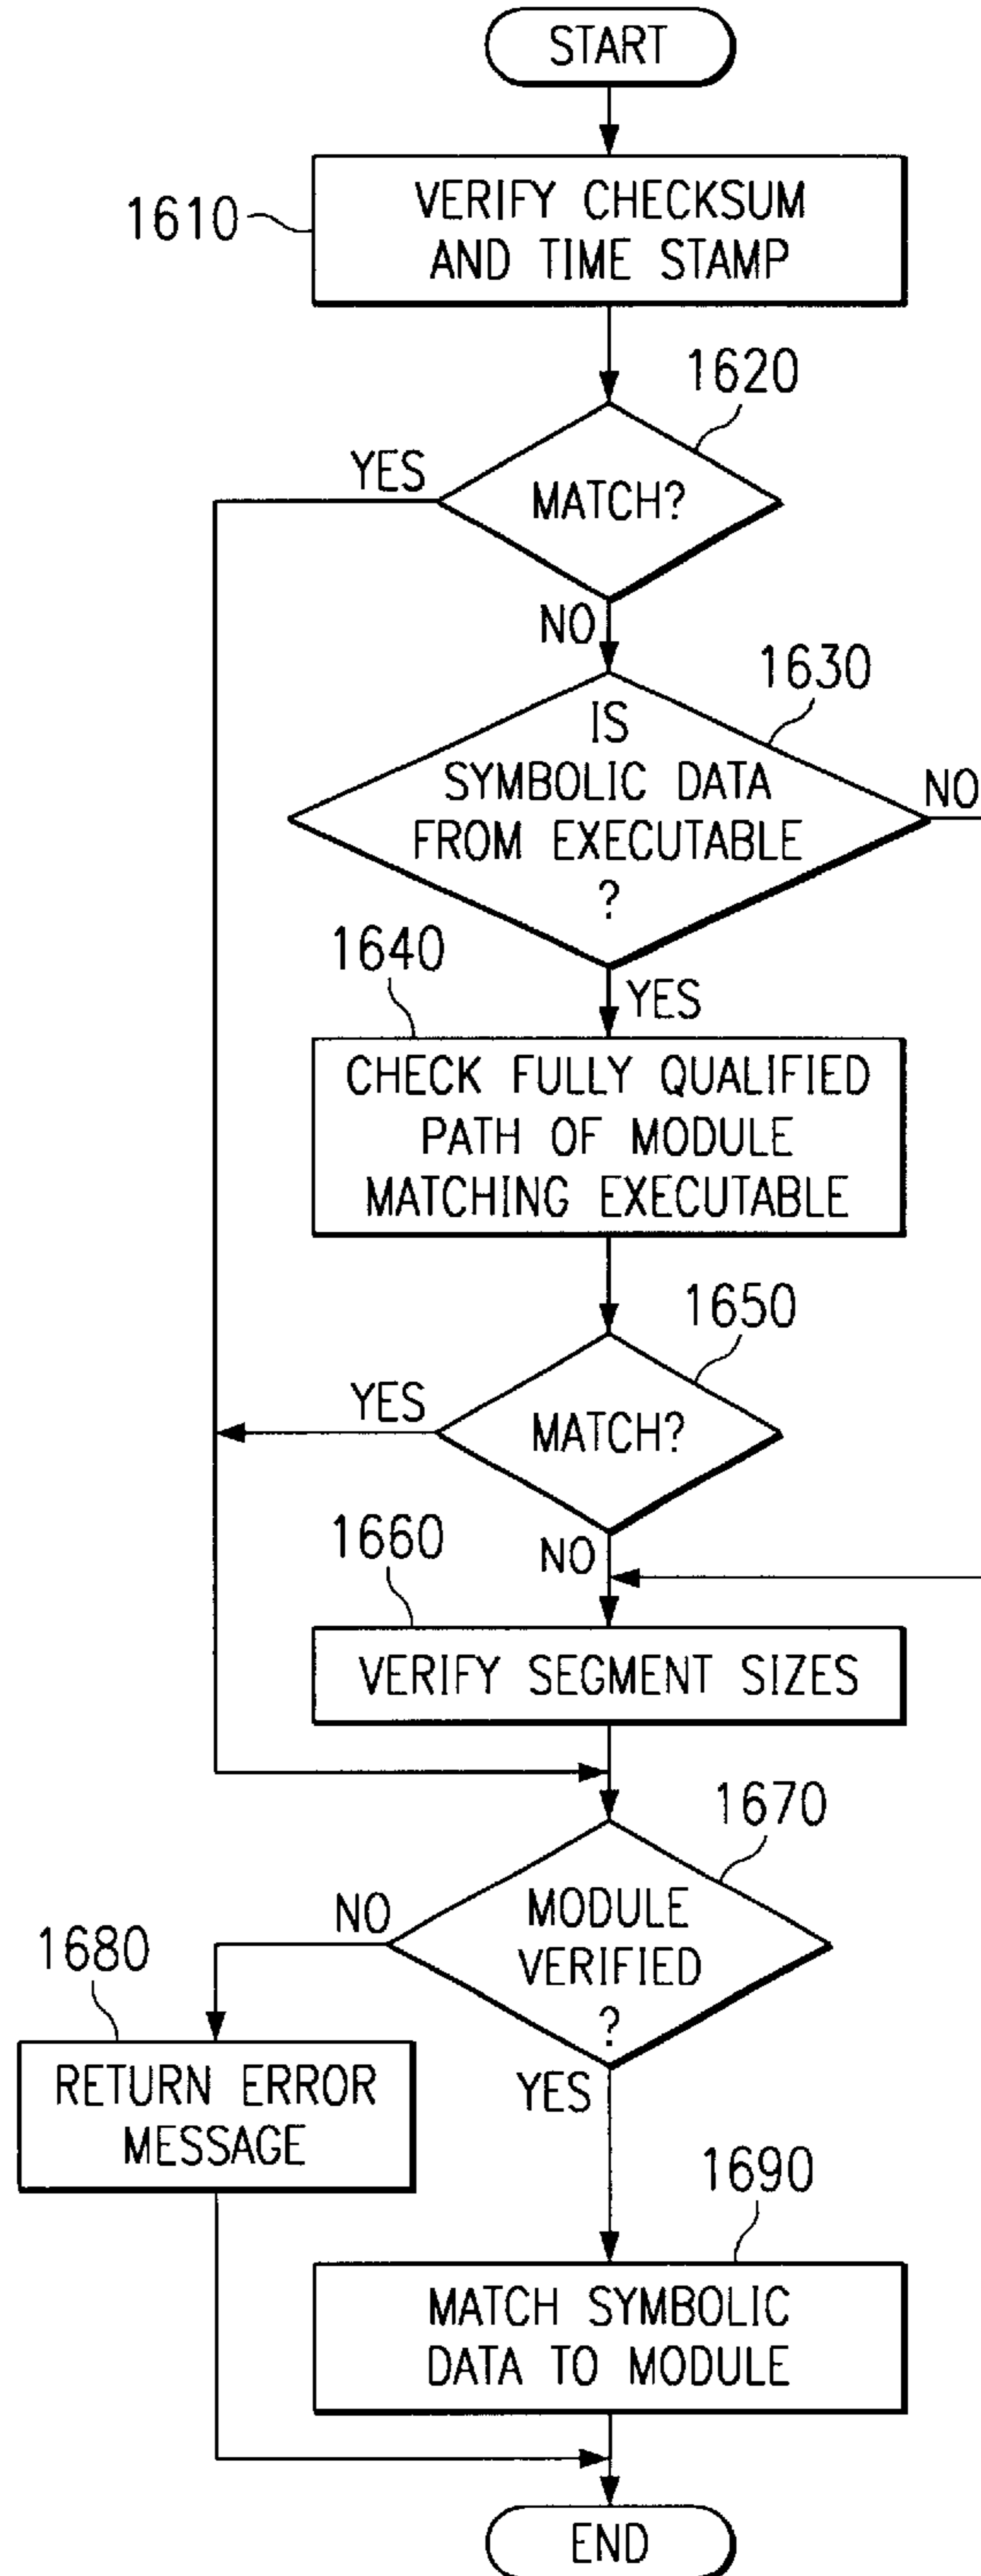 START
1610
VERIFY CHECKSUM
AND TIME STAMP
1620
YES
MATCH?
NO
1630
IS
SYMBOLIC DATA
FROM EXECUTABLE
?
NO
1640
YES
CHECK FULLY QUALIFIED
PATH OF MODULE
MATCHING EXECUTABLE
1650
YES
MATCH?
1660
NO
VERIFY SEGMENT SIZES
1670
NO
MODULE
VERIFIED
?
1680
YES
RETURN ERROR
MESSAGE
1690
MATCH SYMBOLIC
DATA TO MODULE
END